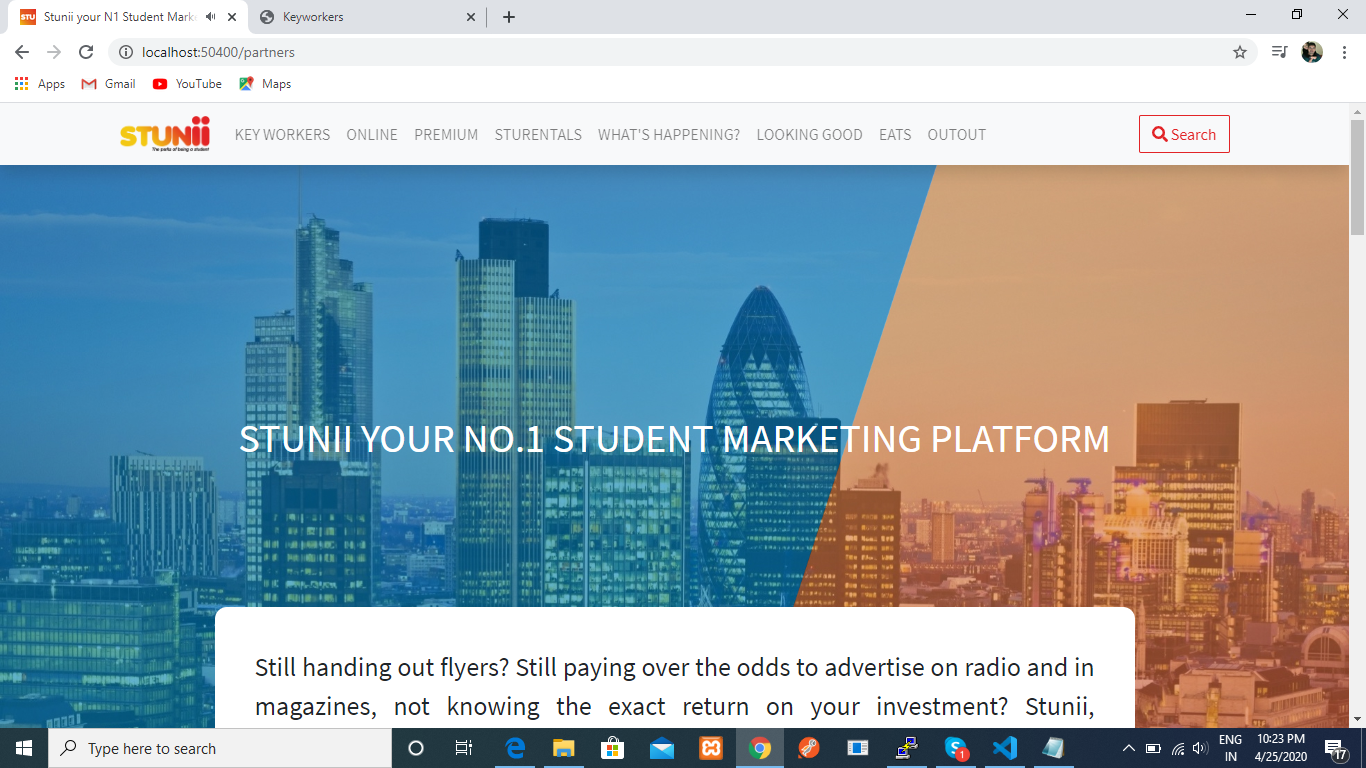 STU Stunii your N1 Student Mark
Keyworkers
localhost:50400/partners
Apps Gmail YouTube Maps
STUNii
The perks of being a student
KEY WORKERS ONLINE PREMIUM STURENTALS WHAT'S HAPPENING? LOOKING GOOD EATS OUTOUT
Search
STUNII YOUR NO.1 STUDENT MARKETING PLATFORM
Still handing out flyers? Still paying over the odds to advertise on radio and in
magazines, not knowing the exact return on your investment? Stunii,
Type here to search
1
ENG
IN
10:23 PM
4/25/2020
17